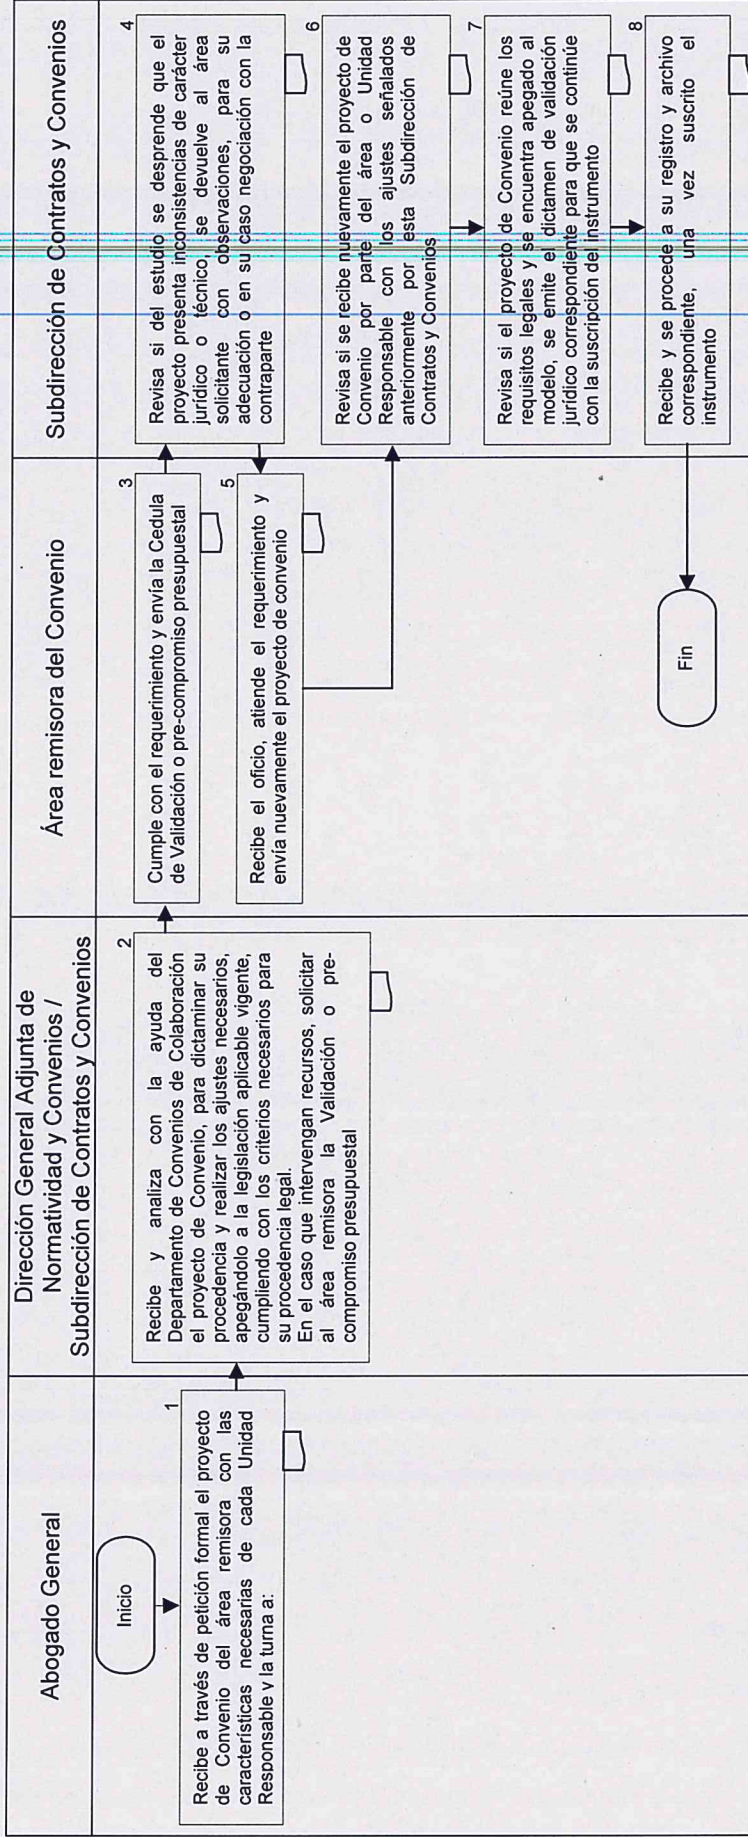 Abogado General
Dirección General Adjunta de
Normatividad y Convenios /
Subdirección de Contratos y Convenios
Área remisora del Convenio
Subdirección de Contratos y Convenios
Inicio
1
Recibe a través de petición formal el proyecto
de Convenio del área remisora con las
características necesarias de cada Unidad
Responsable y la turna a:
2
Recibe y analiza con la ayuda del
Departamento de Convenios de Colaboración
el proyecto de Convenio, para dictaminar su
procedencia y realizar los ajustes necesarios,
apegándolo a la legislación aplicable vigente,
cumpliendo con los criterios necesarios para
su procedencia legal.
En el caso que intervengan recursos, solicitar
al área remisora la Validación o pre-
compromiso presupuestal
3
Cumple con el requerimiento y envía la Cedula
de Validación o pre-compromiso presupuestal
4
Revisa si del estudio se desprende que el
proyecto presenta inconsistencias de carácter
jurídico o técnico, se devuelve al área
solicitante con observaciones, para su
adecuación o en su caso negociación con la
contraparte
5
Recibe el oficio, atiende el requerimiento y
envía nuevamente el proyecto de convenio
6
Revisa si se recibe nuevamente el proyecto de
Convenio por parte del área o Unidad
Responsable con los ajustes señalados
anteriormente por esta Subdirección de
Contratos y Convenios
7
Revisa si el proyecto de Convenio reúne los
requisitos legales y se encuentra apegado al
modelo, se emite el dictamen de validación
jurídico correspondiente para que se continúe
con la suscripción del instrumento
8
Recibe y se procede a su registro y archivo
correspondiente, una vez suscrito el
instrumento
Fin